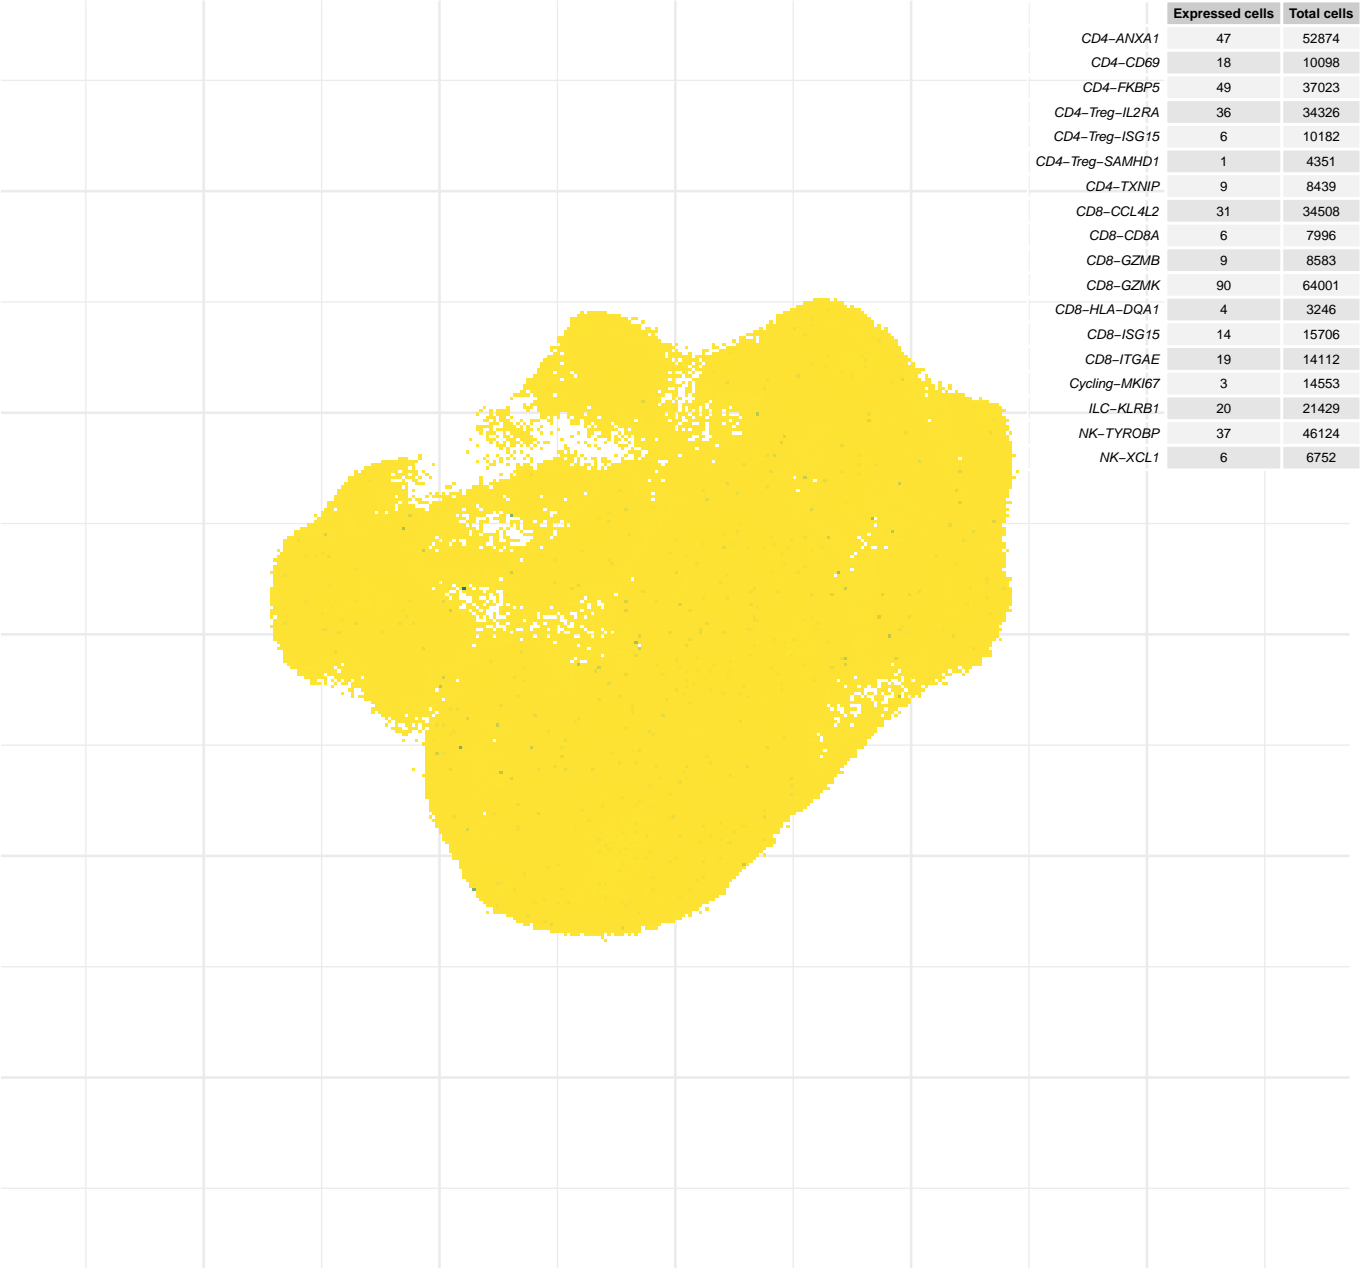 Expressed cells Total cells
CD4−ANXA1 47 52874
CD4−CD69 18 10098
CD4−FKBP5 49 37023
CD4−Treg−IL2RA 36 34326
CD4−Treg−ISG15 6 10182
CD4−Treg−SAMHD1 1 4351
CD4−TXNIP 9 8439
CD8−CCL4L2 31 34508
CD8−CD8A 6 7996
CD8−GZMB 9 8583
CD8−GZMK 90 64001
CD8−HLA−DQA1 4 3246
CD8−ISG15 14 15706
CD8−ITGAE 19 14112
Cycling−MKI67 3 14553
ILC−KLRB1 20 21429
NK−TYROBP 37 46124
NK−XCL1 6 6752